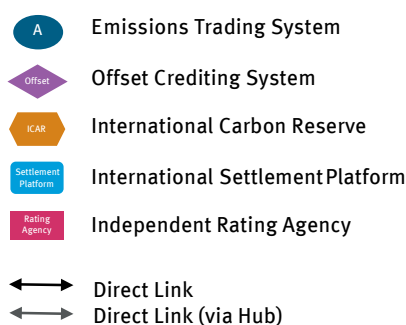 A Emissions Trading System
Offset Offset Crediting System
ICAR International Carbon Reserve
Settlement
Platform International Settlement Platform
Rating
Agency Independent Rating Agency
Direct Link
Direct Link (via Hub)